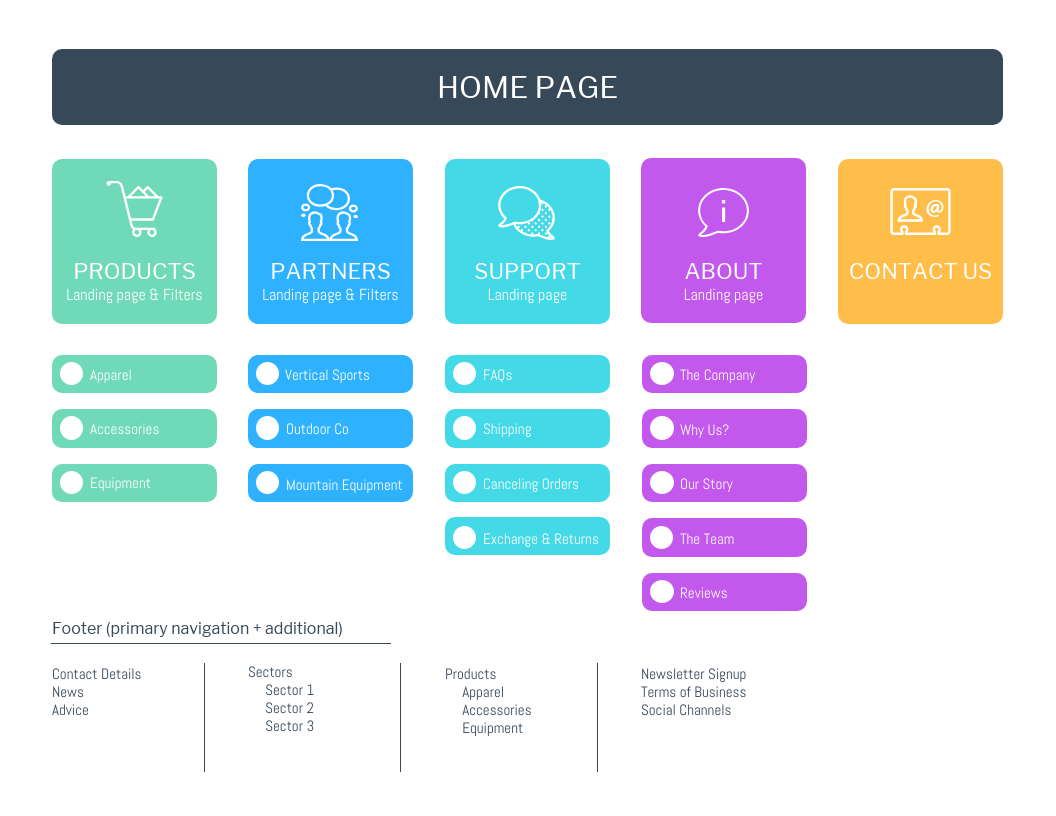 HOME PAGE
PRODUCTS
Landing page & Filters
Apparel
Accessories
Equipment
PARTNERS
Landing page & Filters
Vertical Sports
Outdoor Co
Mountain Equipment
SUPPORT
Landing page
FAQs
Shipping
Canceling Orders
Exchange & Returns
i
ABOUT
Landing page
The Company
Why Us?
Our Story
The Team
Reviews
@
CONTACT US
Footer (primary navigation + additional)
Contact Details
News
Advice
Sectors
Sector 1
Sector 2
Sector 3
Products
Apparel
Accessories
Equipment
Newsletter Signup
Terms of Business
Social Channels